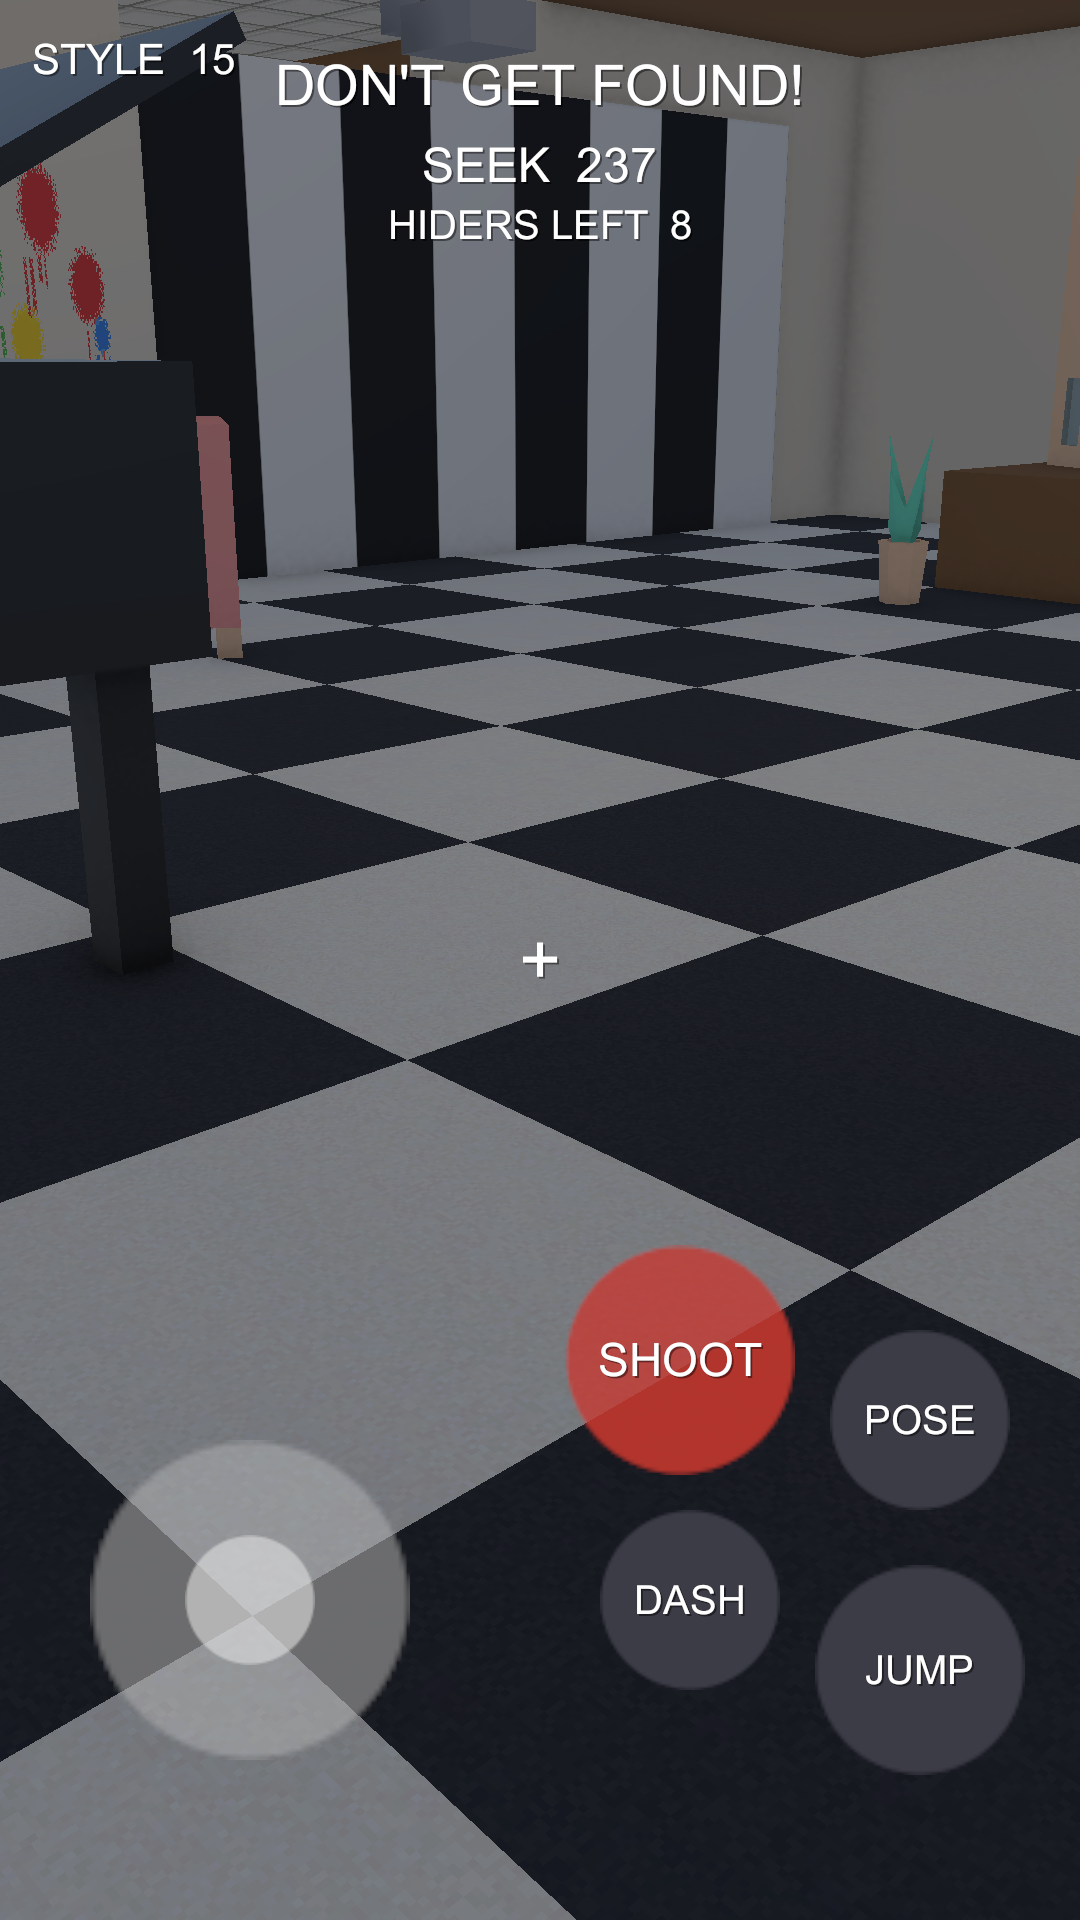 STYLE 15
DON'T GET FOUND!
SEEK 237
HIDERS LEFT 8
SHOOT
POSE
DASH
JUMP